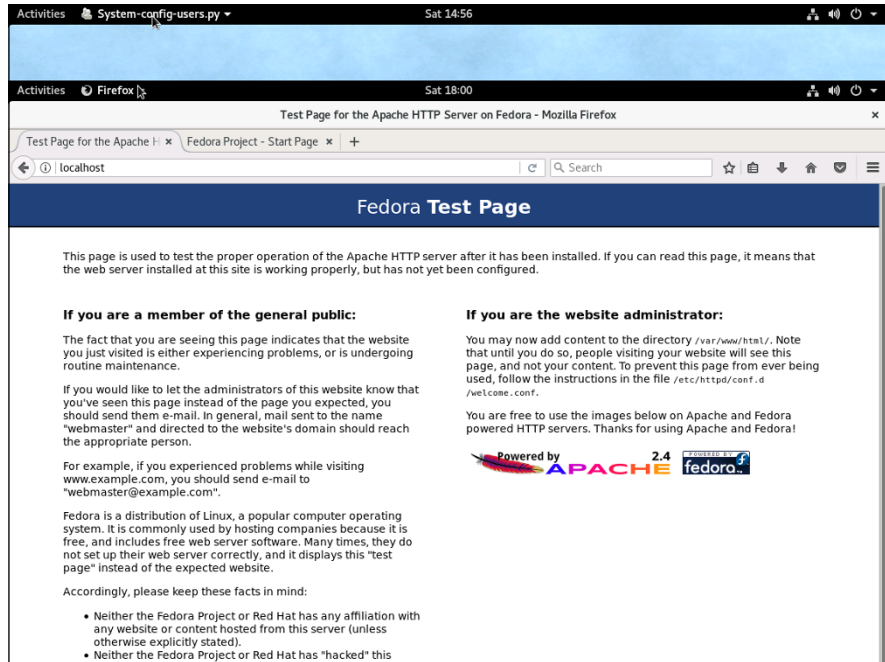 Activities System-config-users.py Sat 14:56
Activities Firefox Sat 18:00
Test Page for the Apache HTTP Server on Fedora - Mozilla Firefox
Test Page for the Apache H Fedora Project - Start Page
localhost Search
Fedora Test Page
This page is used to test the proper operation of the Apache HTTP server after it has been installed. If you can read this page, it means that
the web server installed at this site is working properly, but has not yet been configured.
If you are a member of the general public:
The fact that you are seeing this page indicates that the website
you just visited is either experiencing problems, or is undergoing
routine maintenance.
If you would like to let the administrators of this website know that
you've seen this page instead of the page you expected, you
should send them e-mail. In general, mail sent to the name
"webmaster" and directed to the website's domain should reach
the appropriate person.
For example, if you experienced problems while visiting
www.example.com, you should send e-mail to
"webmaster@example.com".
Fedora is a distribution of Linux, a popular computer operating
system. It is commonly used by hosting companies because it is
free, and includes free web server software. Many times, they do
not set up their web server correctly, and it displays this "test
page" instead of the expected website.
Accordingly, please keep these facts in mind:
• Neither the Fedora Project or Red Hat has any affiliation with
any website or content hosted from this server (unless
otherwise explicitly stated).
• Neither the Fedora Project or Red Hat has "hacked" this
If you are the website administrator:
You may now add content to the directory /var/www/html/. Note
that until you do so, people visiting your website will see this
page, and not your content. To prevent this page from ever being
used, follow the instructions in the file /etc/httpd/conf.d
/welcome.conf.
You are free to use the images below on Apache and Fedora
powered HTTP servers. Thanks for using Apache and Fedora!
Powered by 2.4
APACHE
POWERED BY
fedora